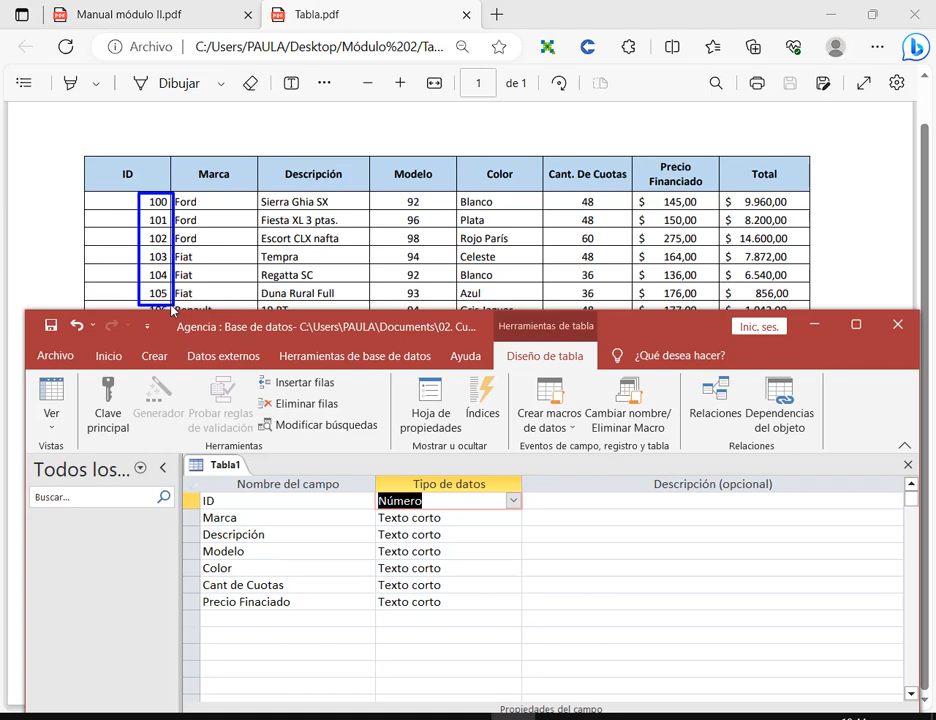 Manual módulo II.pdf
Tabla.pdf
Archivo C:/Users/PAULA/Desktop/Módulo%202/Ta...
Dibujar 1 de 1
ID Marca Descripción Modelo Color Cant. De Cuotas Precio Financiado Total
100 Ford Sierra Ghia SX 92 Blanco 48 $ 145,00 $ 9.960,00
101 Ford Fiesta XL 3 ptas. 96 Plata 48 $ 150,00 $ 8.200,00
102 Ford Escort CLX nafta 98 Rojo París 60 $ 275,00 $ 14.600,00
103 Fiat Tempra 94 Celeste 48 $ 164,00 $ 7.872,00
104 Fiat Regatta SC 92 Blanco 36 $ 136,00 $ 6.540,00
105 Fiat Duna Rural Full 93 Azul 36 $ 176,00 $ 856,00
Agencia : Base de datos- C:\Users\PAULA\Documents\02. Cu... Herramientas de tabla Inic. ses.
Archivo Inicio Crear Datos externos Herramientas de base de datos Ayuda Diseño de tabla ¿Qué desea hacer?
Ver
Clave principal
Generador
Probar reglas de validación
Insertar filas
Eliminar filas
Modificar búsquedas
Hoja de propiedades
Índices
Crear macros de datos
Cambiar nombre/ Eliminar Macro
Relaciones
Dependencias del objeto
Vistas Herramientas Mostrar u ocultar Eventos de campo, registro y tabla Relaciones
Todos los...
Buscar...
Tabla1
Nombre del campo Tipo de datos Descripción (opcional)
ID Número
Marca Texto corto
Descripción Texto corto
Modelo Texto corto
Color Texto corto
Cant de Cuotas Texto corto
Precio Finaciado Texto corto
Propiedades del campo